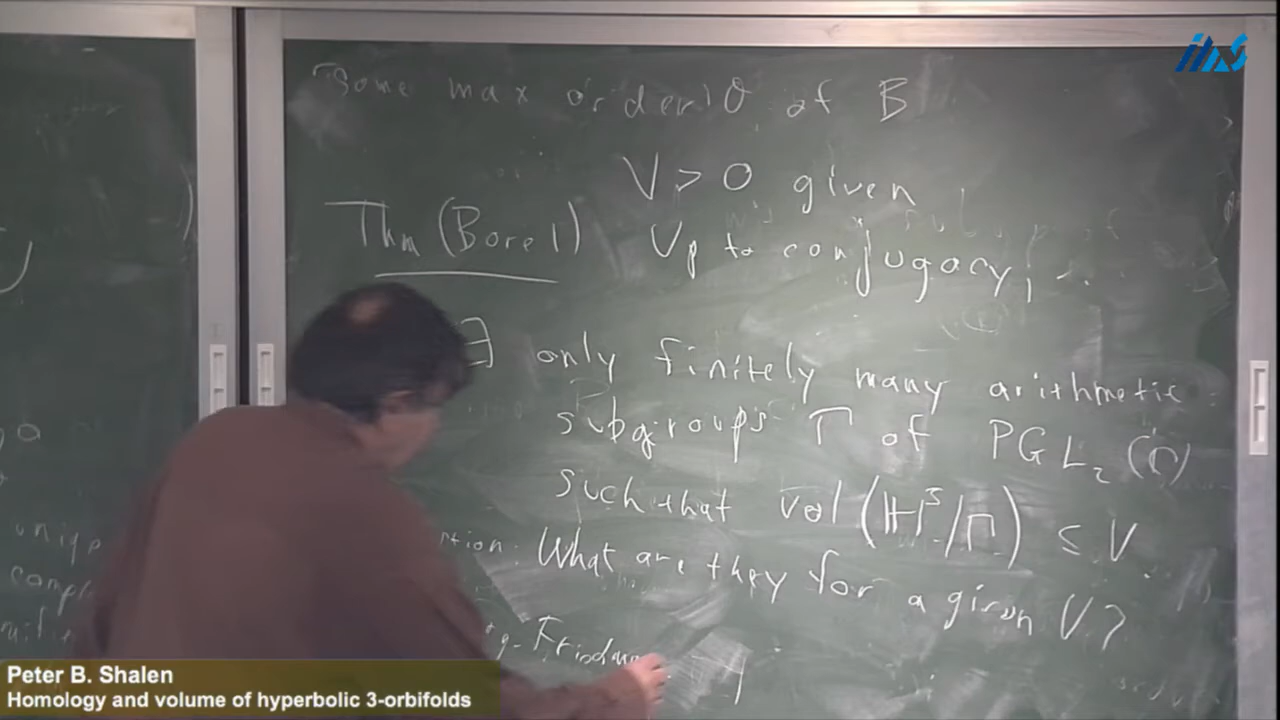 ihes
some max order O of B
V > 0 given
Thm (Borel) Up to conjugacy,
∃ only finitely many arithmetic
subgroups Γ of PGL₂(ℂ)
such that vol(ℍ³/Γ) ≤ V.
What are they for a given V?
Peter B. Shalen
Homology and volume of hyperbolic 3-orbifolds